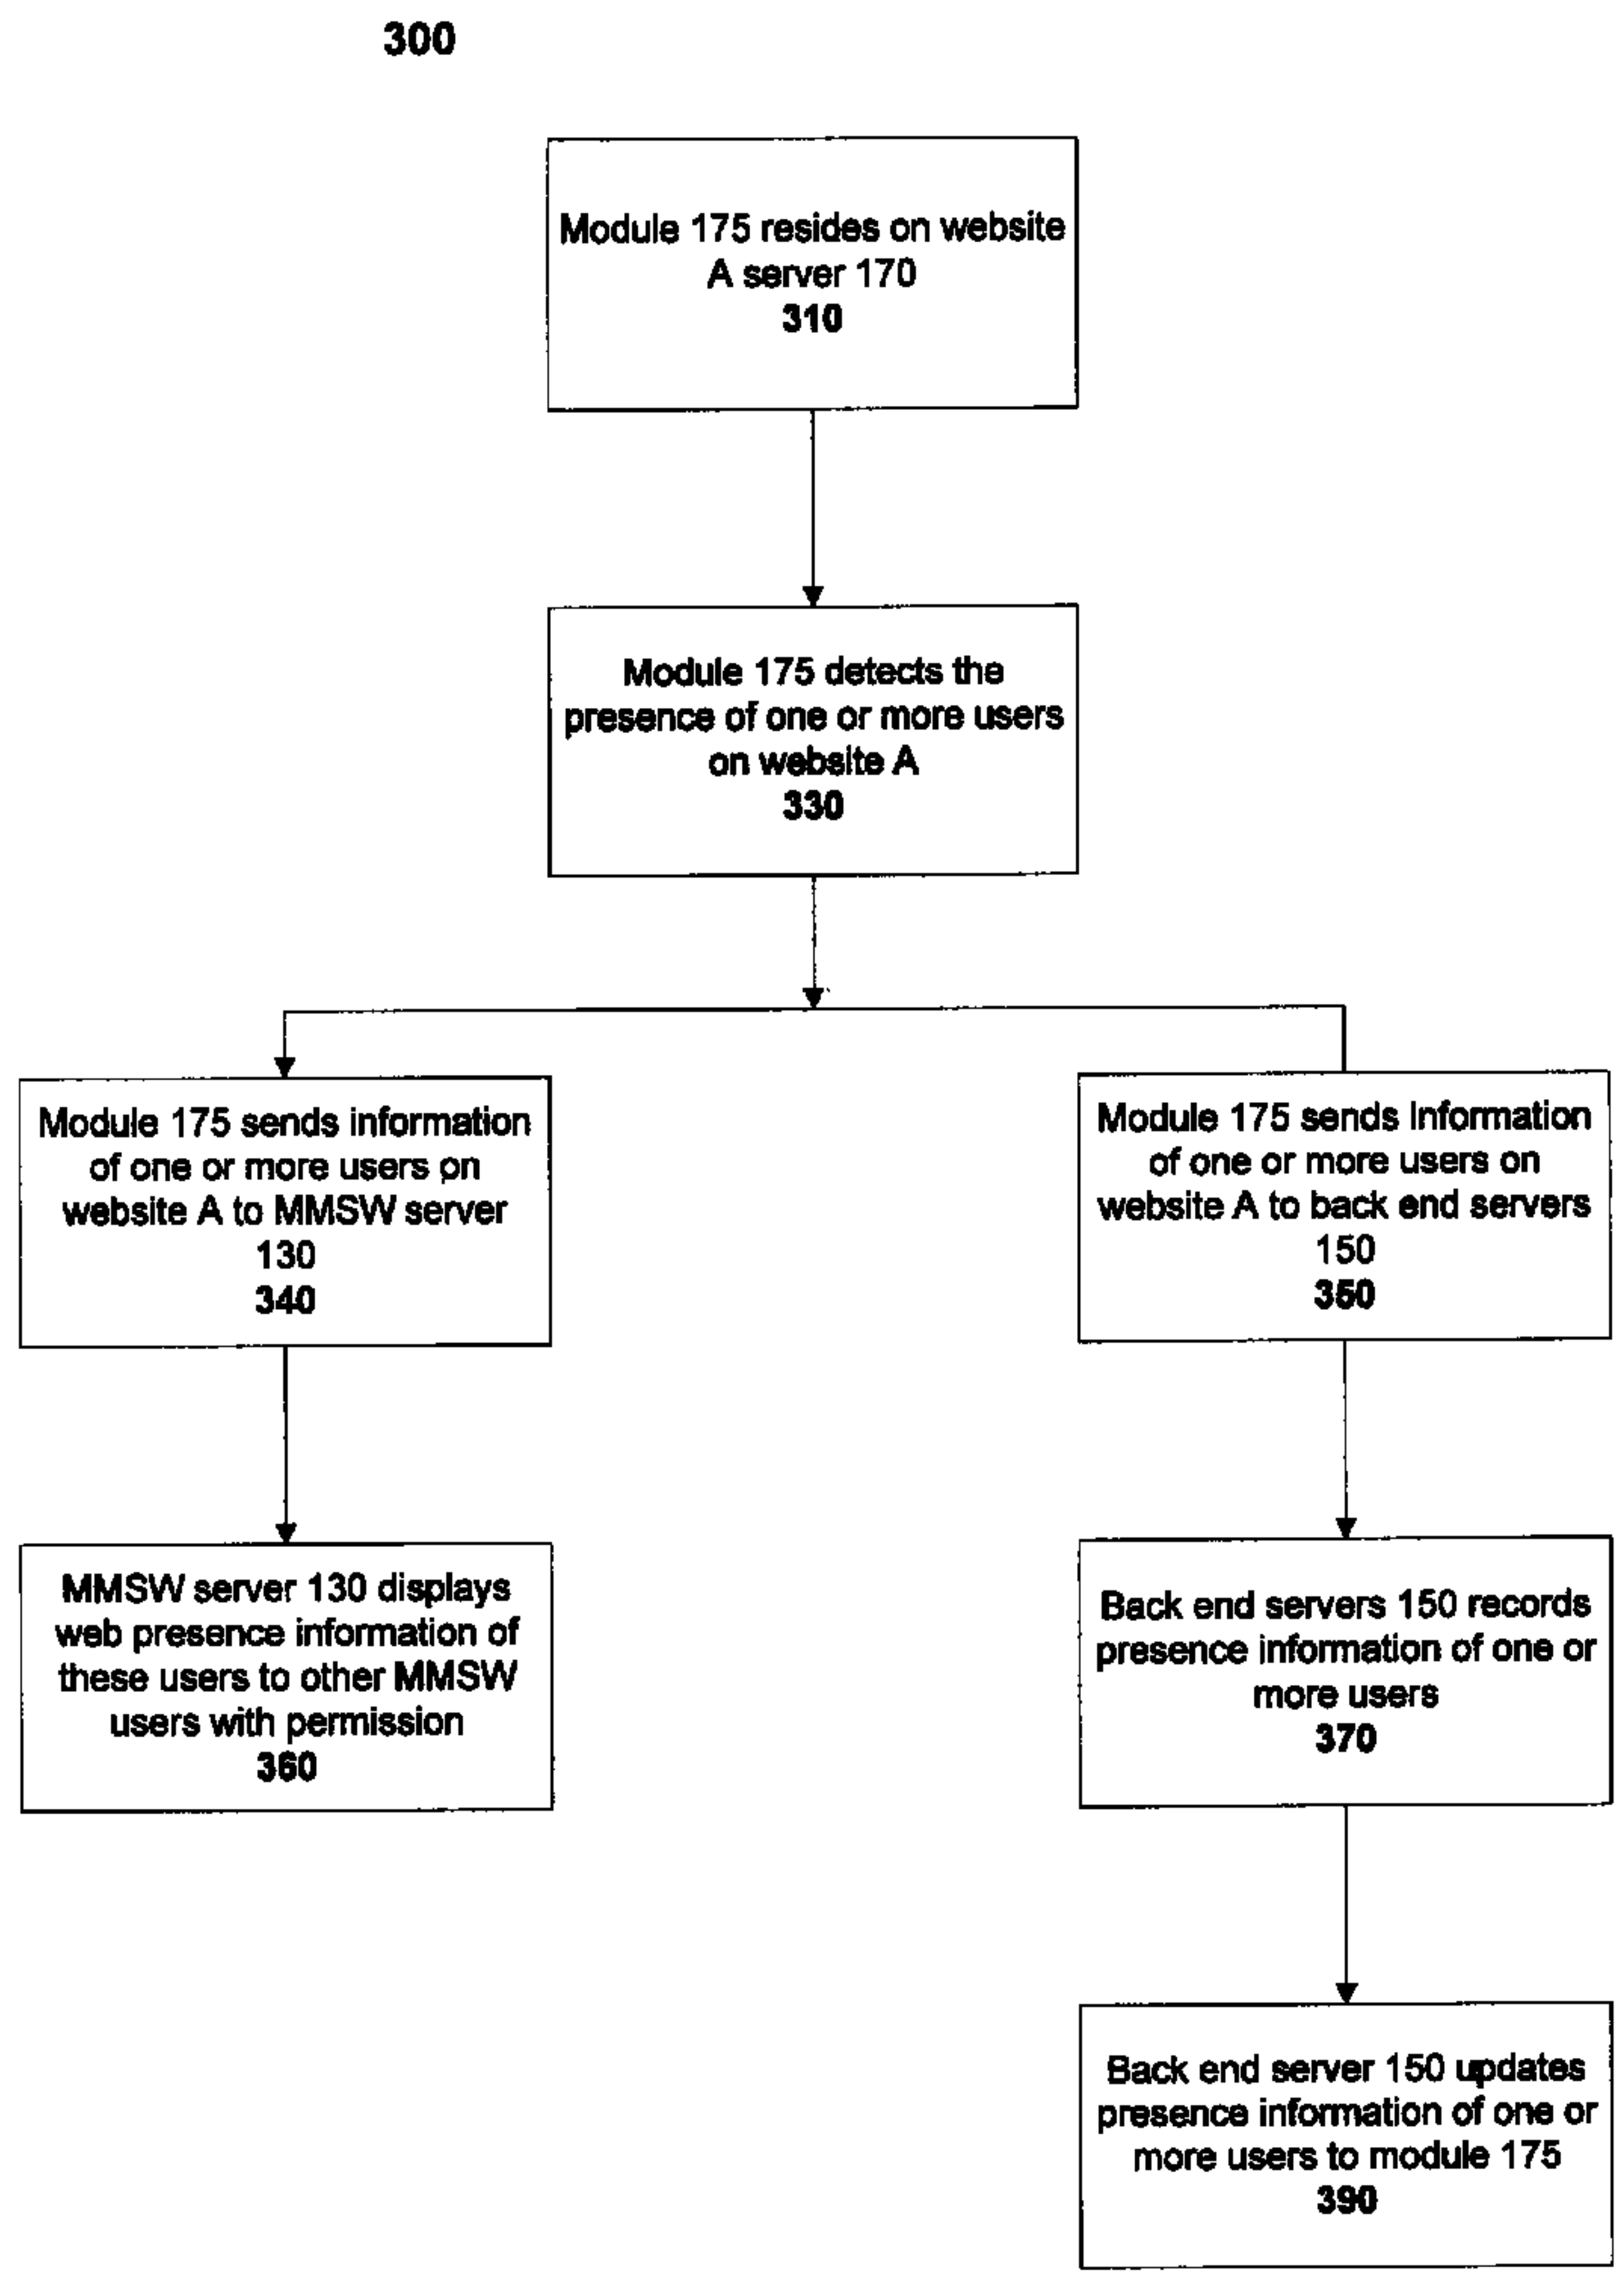 300
Module 175 resides on website
A server 170
310
Module 175 detects the
presence of one or more users
on website A
330
Module 175 sends information
of one or more users on
website A to MMSW server
130
340
Module 175 sends Information
of one or more users on
website A to back end servers
150
350
MMSW server 130 displays
web presence information of
these users to other MMSW
users with permission
360
Back end servers 150 records
presence information of one or
more users
370
Back end server 150 updates
presence information of one or
more users to module 175
390